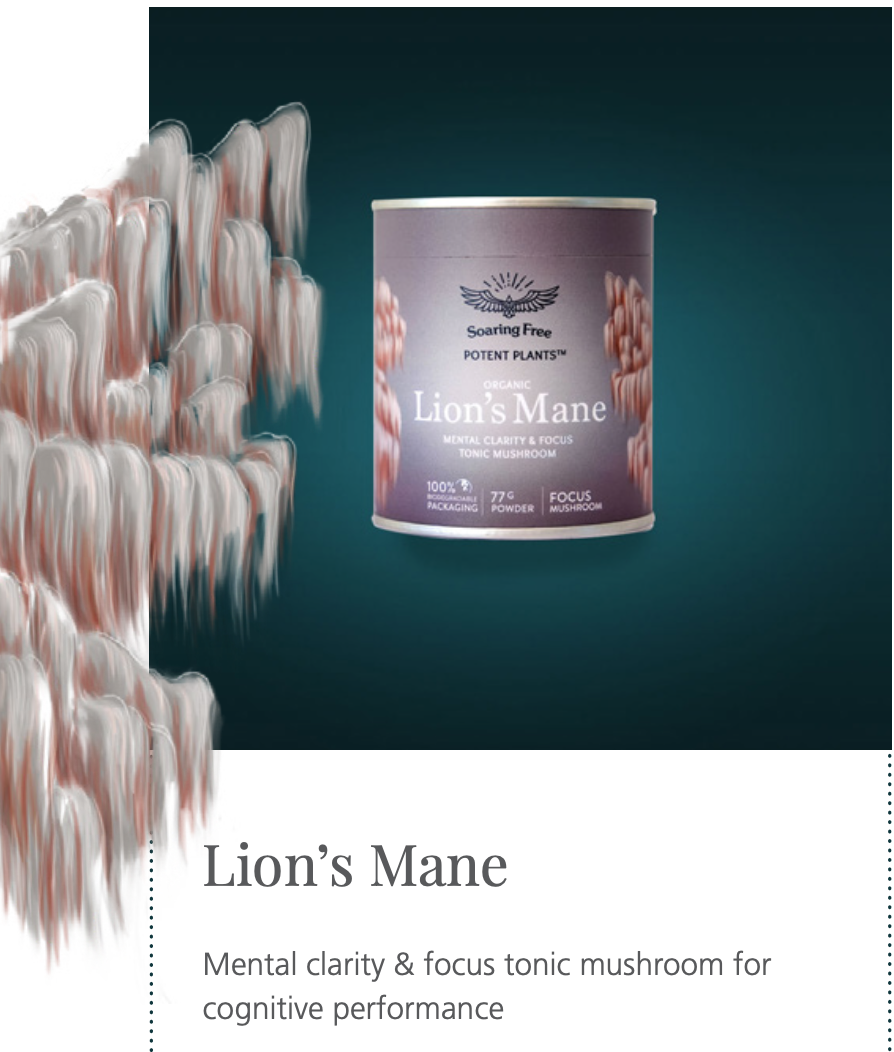 Soaring Free
POTENT PLANTS™
ORGANIC
Lion's Mane
MENTAL CLARITY & FOCUS
TONIC MUSHROOM
100%
BIODEGRADABLE
PACKAGING
77 G
POWDER
FOCUS
MUSHROOM
Lion’s Mane
Mental clarity & focus tonic mushroom for
cognitive performance